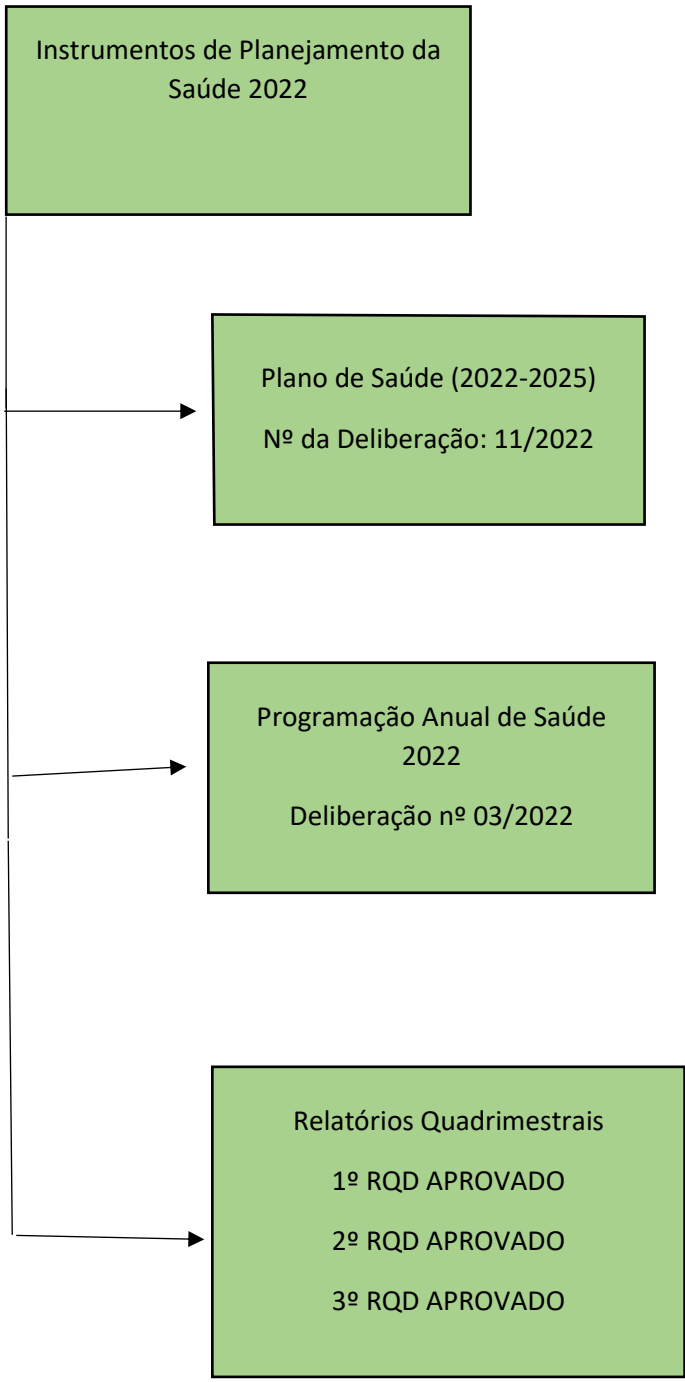 Instrumentos de Planejamento da
Saúde 2022
Plano de Saúde (2022-2025)
Nº da Deliberação: 11/2022
Programação Anual de Saúde
2022
Deliberação nº 03/2022
Relatórios Quadrimestrais
1º RQD APROVADO
2º RQD APROVADO
3º RQD APROVADO